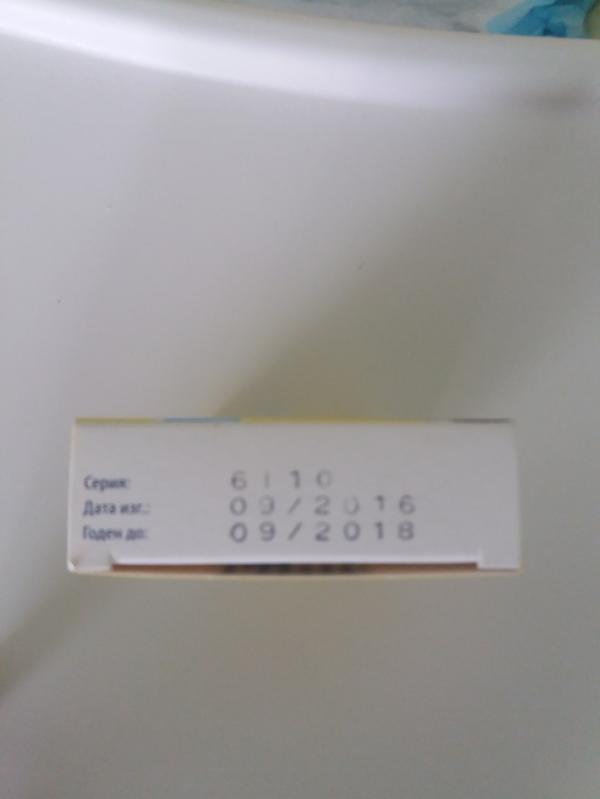 Серия: 6110
Дата изг.: 09/2016
Годен до: 09/2018